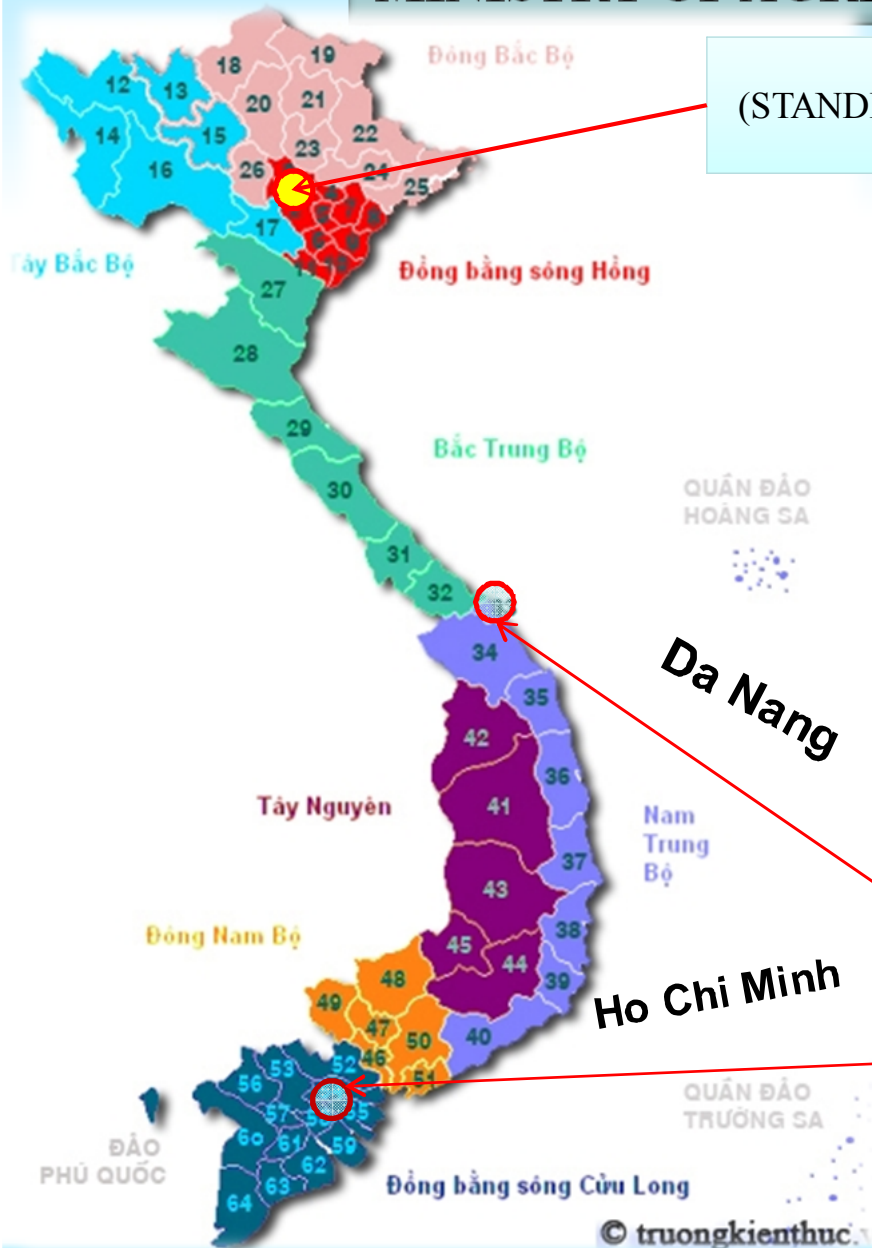 MINISTRY OF
Đông Bắc Bộ
(STAND
18
19
12
13
20
21
14
15
22
23
16
26
24
25
17
Tây Bắc Bộ
Đồng bằng sông Hồng
27
28
29
Bắc Trung Bộ
30
QUẦN ĐẢO
HOÀNG SA
31
32
34
Da Nang
35
42
36
Tây Nguyên
41
Nam
Trung
Bộ
37
43
38
Đông Nam Bộ
45
44
48
39
49
Ho Chi Minh
47
50
40
46
51
52
53
56
57
55
60
61
59
62
63
64
QUẦN ĐẢO
TRƯỜNG SA
ĐẢO
PHÚ QUỐC
Đồng bằng sông Cửu Long
© truongkienthuc.